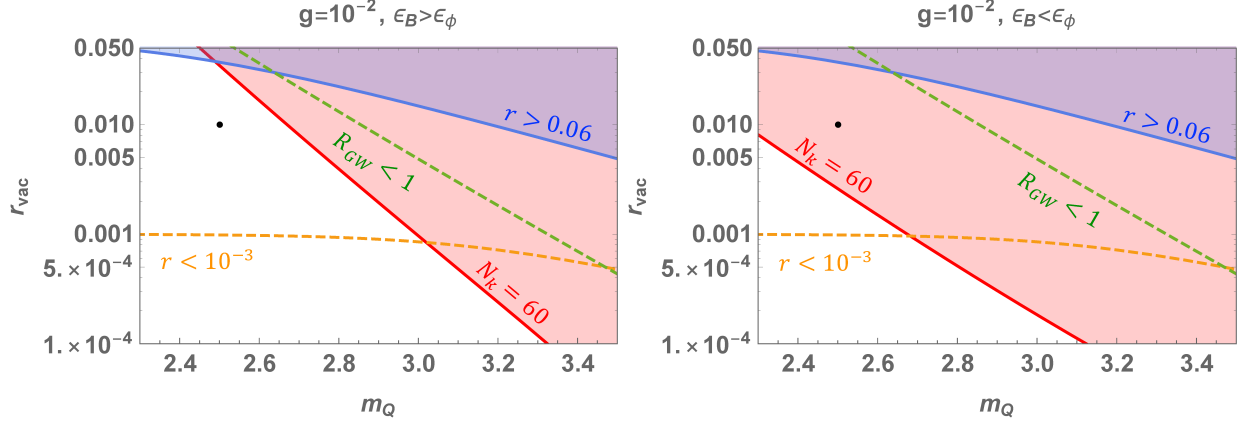 g=10⁻², ϵ_B>ϵ_ϕ
0.050
0.010
0.005
0.001
5.×10⁻⁴
1.×10⁻⁴
r_vac
r > 0.06
R_GW < 1
r < 10⁻³
N_k = 60
2.4 2.6 2.8 3.0 3.2 3.4
m_Q
g=10⁻², ϵ_B<ϵ_ϕ
0.050
0.010
0.005
0.001
5.×10⁻⁴
1.×10⁻⁴
r_vac
r > 0.06
N_k = 60
R_GW < 1
r < 10⁻³
2.4 2.6 2.8 3.0 3.2 3.4
m_Q